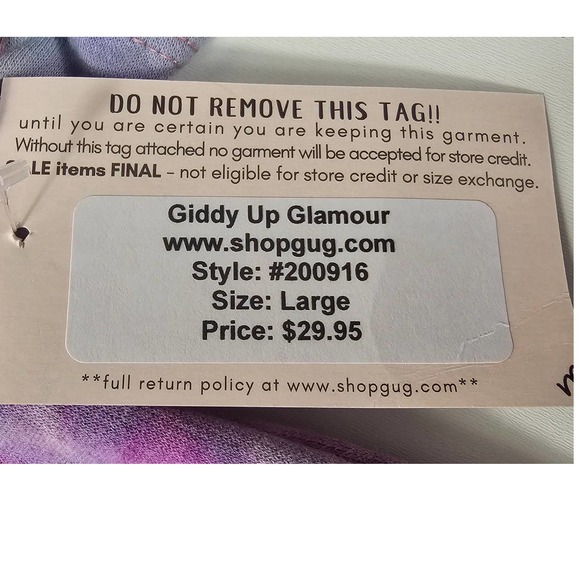 DO NOT REMOVE THIS TAG!!
until you are certain you are keeping this garment.
Without this tag attached no garment will be accepted for store credit.
SALE items FINAL – not eligible for store credit or size exchange.
Giddy Up Glamour
www.shopgug.com
Style: #200916
Size: Large
Price: $29.95
**full return policy at www.shopgug.com**